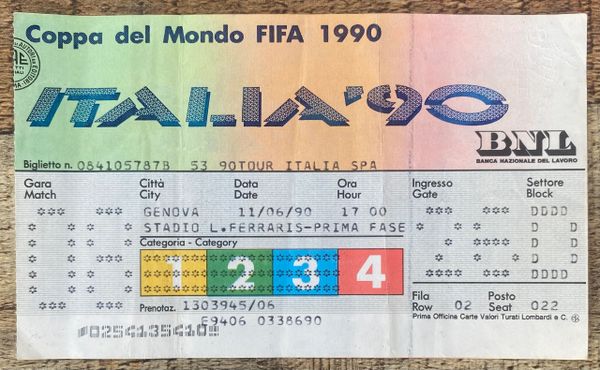 Coppa del Mondo FIFA 1990
ITALIA '90
BNL
BANCA NAZIONALE DEL LAVORO
Biglietto n. 084105787B 53 90TOUR ITALIA SPA
Gara Città Data Ora Ingresso Settore
Match City Date Hour Gate Block
*** *** GENOVA 11/06/90 17 00 *** *** DDDD
STADIO L.FERRARIS-PRIMA FASE D D
Categoria - Category D D
1 2 3 4 D D
DDDD
Fila Posto
Row 02 Seat 022
Prenotaz. 1303945/06
E9406 0338690
Prima Officina Carte Valori Turati Lombardi e C.
0254135410